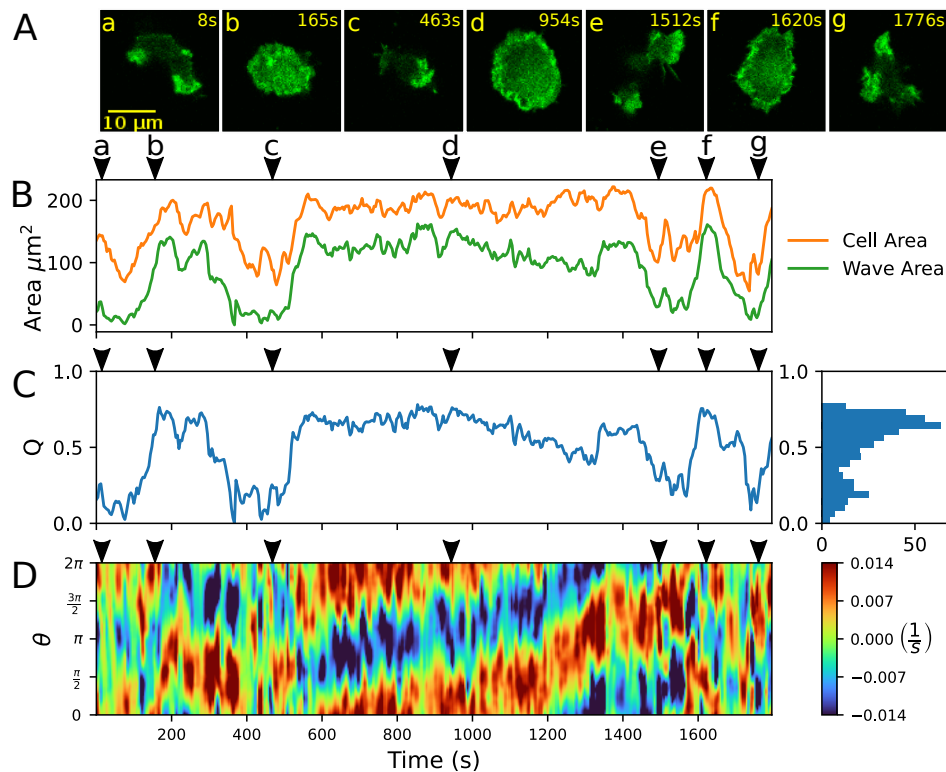 A
a 8s b 165s c 463s d 954s e 1512s f 1620s g 1776s
10 μm
a b c d e f g
B
200
100
0
Area μm²
Cell Area
Wave Area
C
1.0
0.5
0.0
Q
1.0
0.5
0.0
0 50
D
2π
3π/2
π
π/2
0
θ
200 400 600 800 1000 1200 1400 1600
Time (s)
0.014
0.007
0.000
−0.007
−0.014
(1/s)